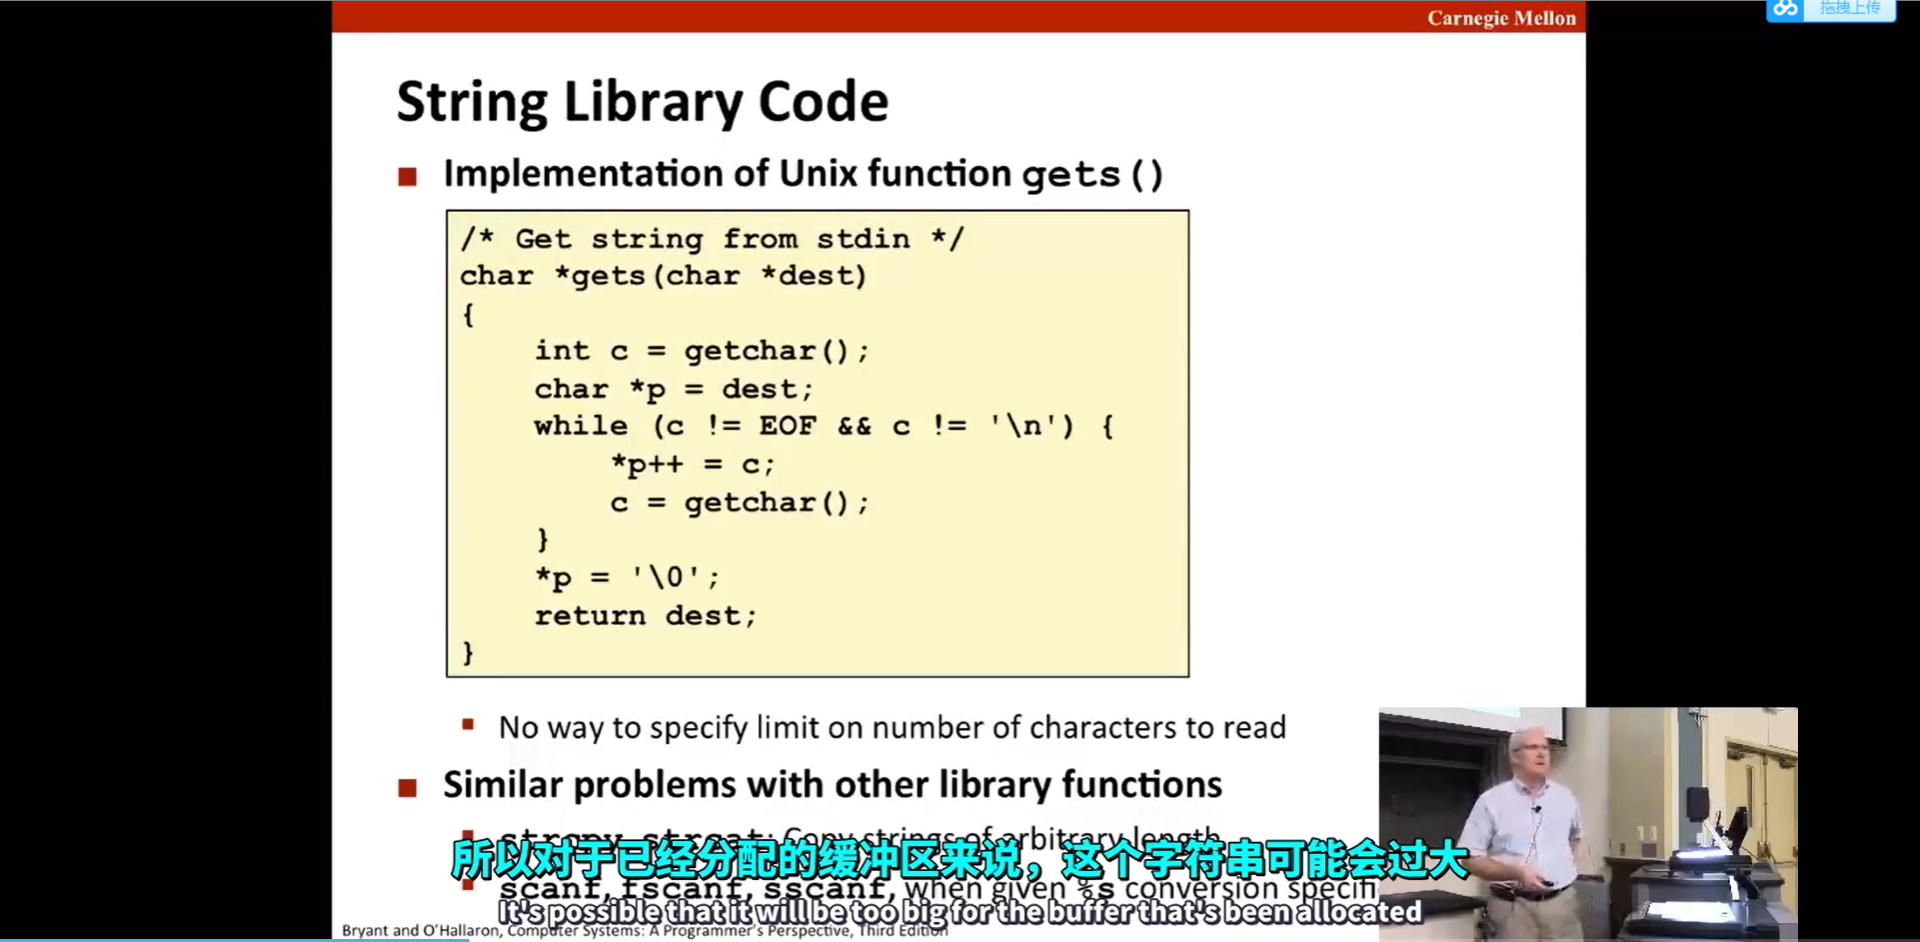 Carnegie Mellon
拖拽上传
String Library Code
Implementation of Unix function gets()
/* Get string from stdin */
char *gets(char *dest)
{
    int c = getchar();
    char *p = dest;
    while (c != EOF && c != '\n') {
        *p++ = c;
        c = getchar();
    }
    *p = '\0';
    return dest;
}
No way to specify limit on number of characters to read
Similar problems with other library functions
strcpy, strcat: Copy strings of arbitrary length
所以对于已经分配的缓冲区来说，这个字符串可能会过大
scanf, fscanf, sscanf, when given %s conversion
It's possible that it will be too big for the buffer that's been allocated
Bryant and O'Hallaron, Computer Systems: A Programmer's Perspective, Third Edition